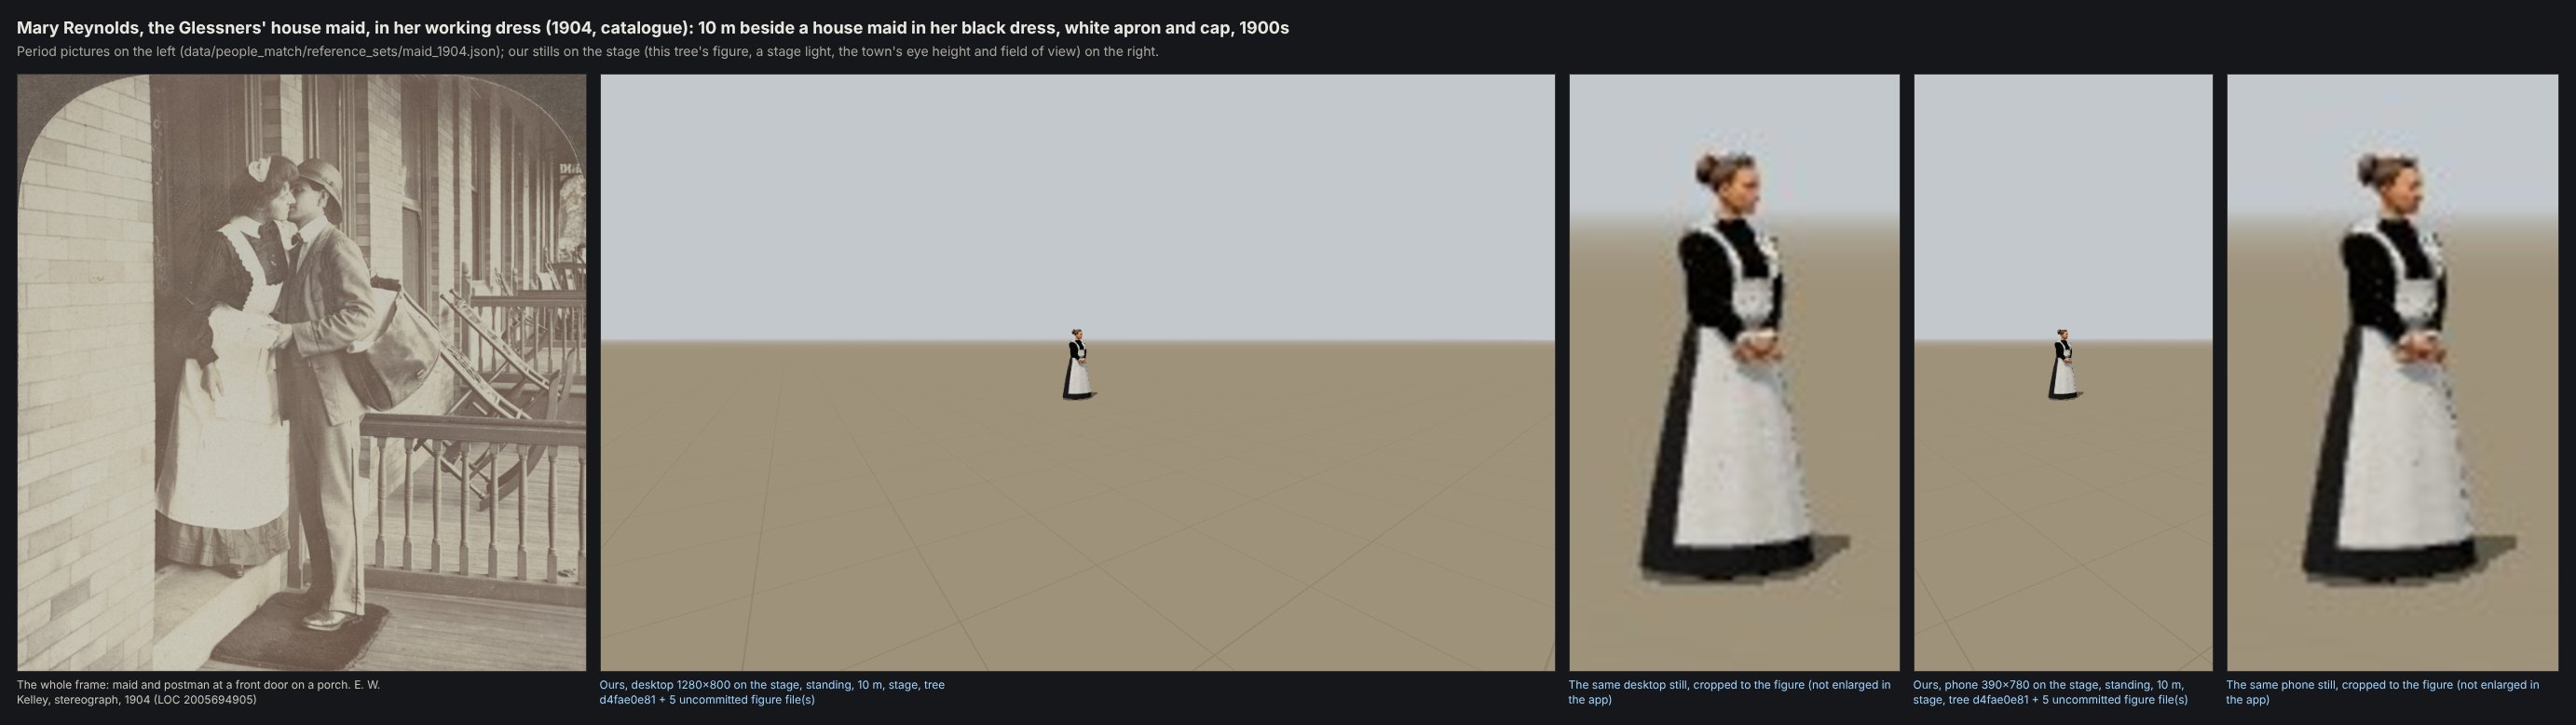 Mary Reynolds, the Glessners' house maid, in her working dress (1904, catalogue): 10 m beside a house maid in her black dress, white apron and cap, 1900s
Period pictures on the left (data/people_match/reference_sets/maid_1904.json); our stills on the stage (this tree's figure, a stage light, the town's eye height and field of view) on the right.
The whole frame: maid and postman at a front door on a porch. E. W.
Kelley, stereograph, 1904 (LOC 2005694905)
Ours, desktop 1280×800 on the stage, standing, 10 m, stage, tree
d4fae0e81 + 5 uncommitted figure file(s)
The same desktop still, cropped to the figure (not enlarged in
the app)
Ours, phone 390×780 on the stage, standing, 10 m,
stage, tree d4fae0e81 + 5 uncommitted figure file(s)
The same phone still, cropped to the figure (not enlarged in
the app)